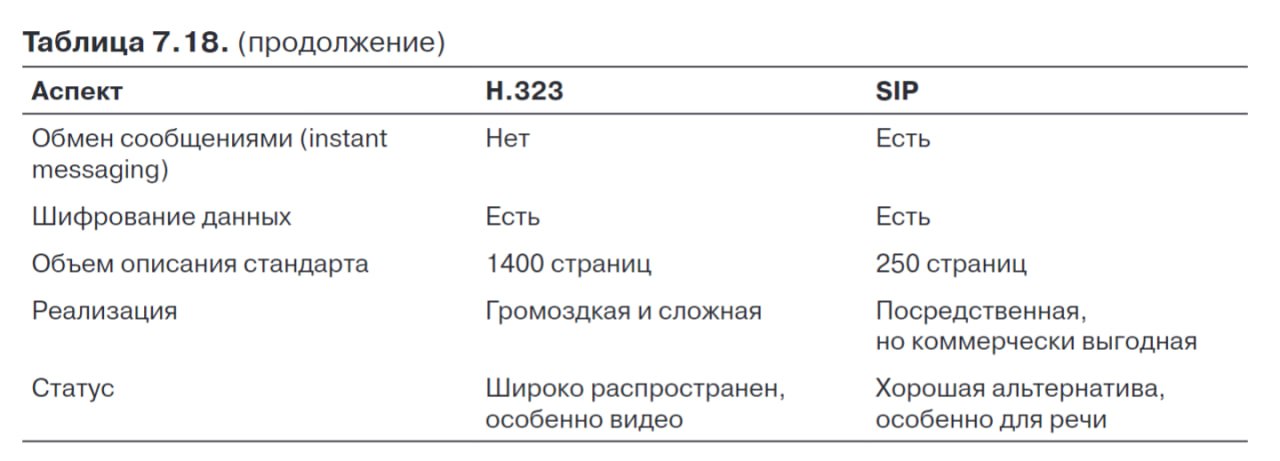 Таблица 7.18. (продолжение)
Аспект H.323 SIP
Обмен сообщениями (instant messaging) Нет Есть
Шифрование данных Есть Есть
Объем описания стандарта 1400 страниц 250 страниц
Реализация Громоздкая и сложная Посредственная, но коммерчески выгодная
Статус Широко распространен, особенно видео Хорошая альтернатива, особенно для речи